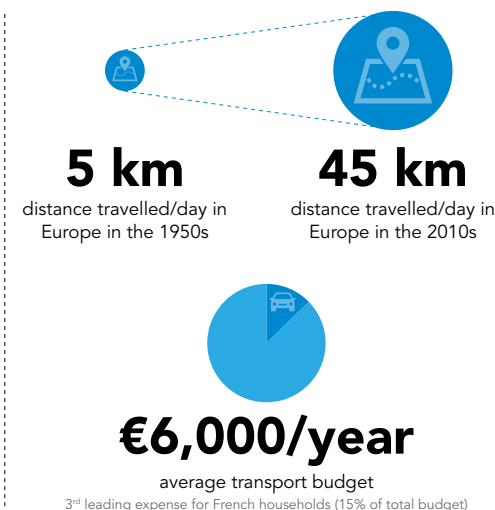 5 km
distance travelled/day in
Europe in the 1950s
45 km
distance travelled/day in
Europe in the 2010s
€6,000/year
average transport budget
3rd leading expense for French households (15% of total budget)